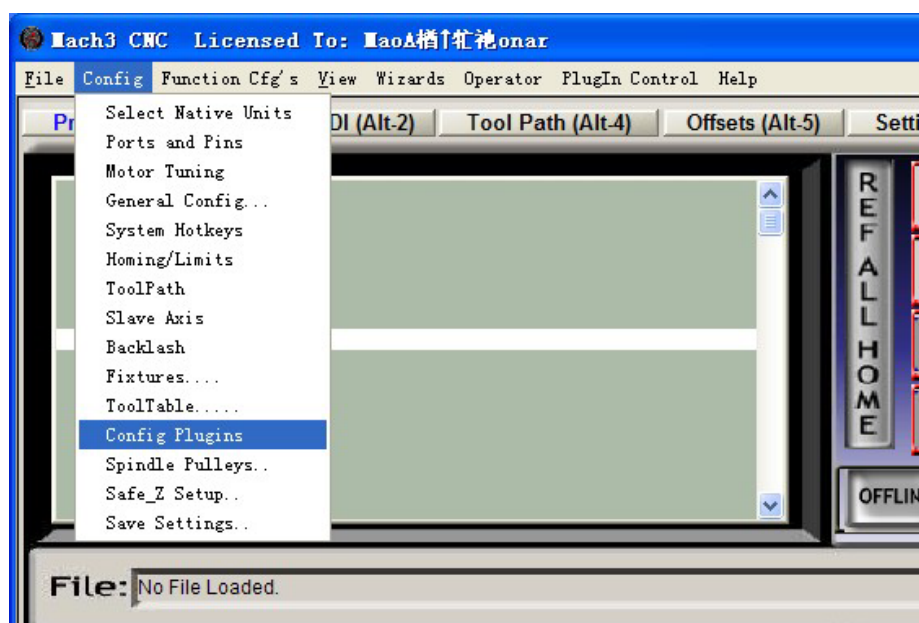 Mach3 CNC Licensed To:
File Config Function Cfg's View Wizards Operator PlugIn Control Help
Pr DI (Alt-2) Tool Path (Alt-4) Offsets (Alt-5) Setti
Select Native Units
Ports and Pins
Motor Tuning
General Config...
System Hotkeys
Homing/Limits
ToolPath
Slave Axis
Backlash
Fixtures....
ToolTable.....
Config Plugins
Spindle Pulleys..
Safe_Z Setup..
Save Settings..
REF ALL HOME
OFFLIN
File: No File Loaded.